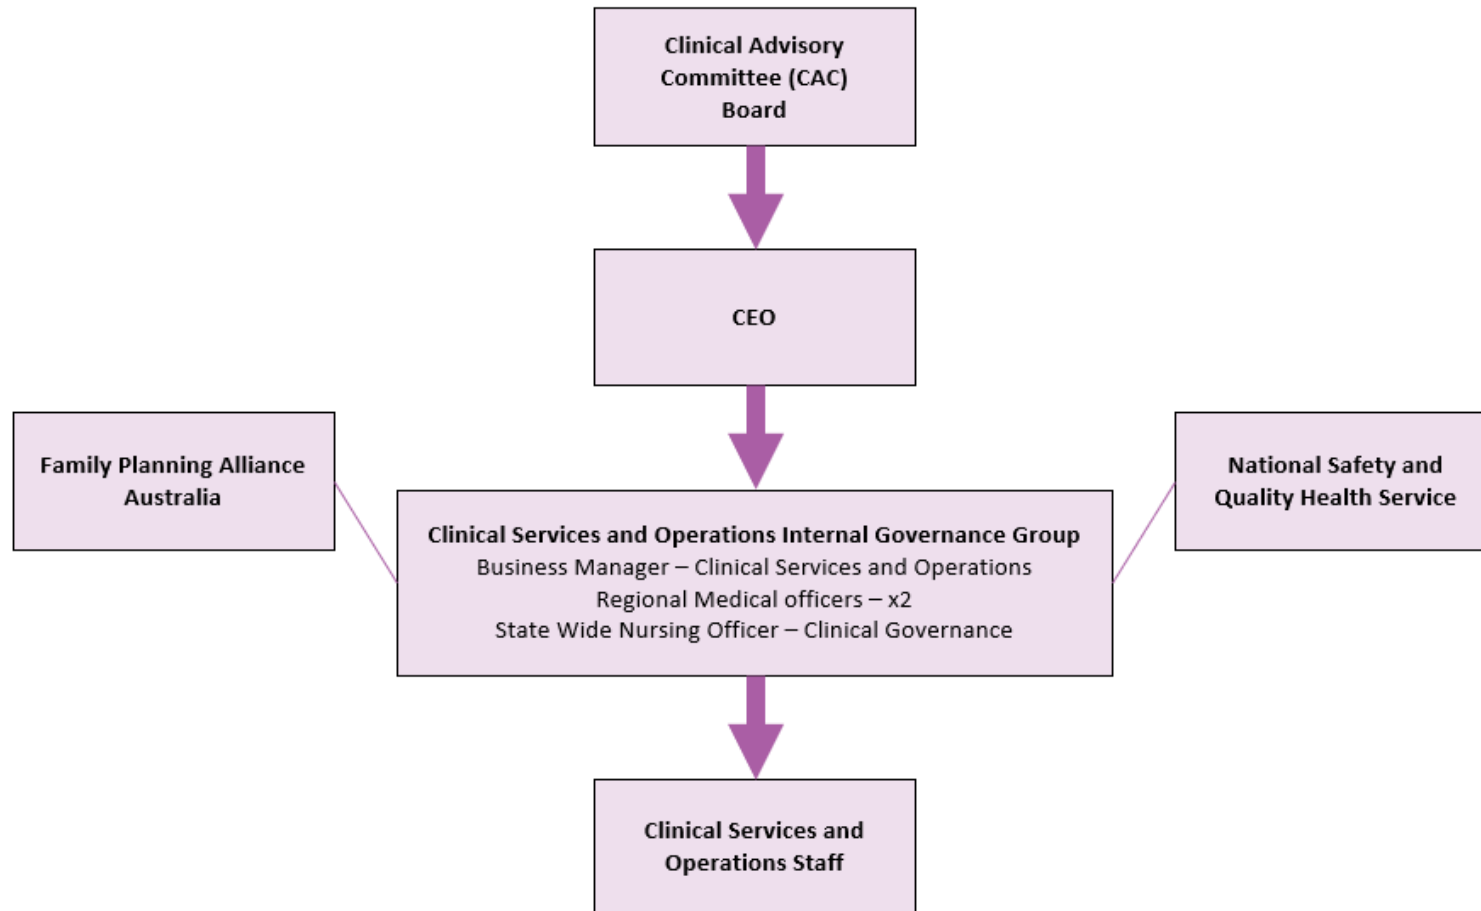 Clinical Advisory
Committee (CAC)
Board
CEO
Family Planning Alliance
Australia
National Safety and
Quality Health Service
Clinical Services and Operations Internal Governance Group
Business Manager – Clinical Services and Operations
Regional Medical officers – x2
State Wide Nursing Officer – Clinical Governance
Clinical Services and
Operations Staff